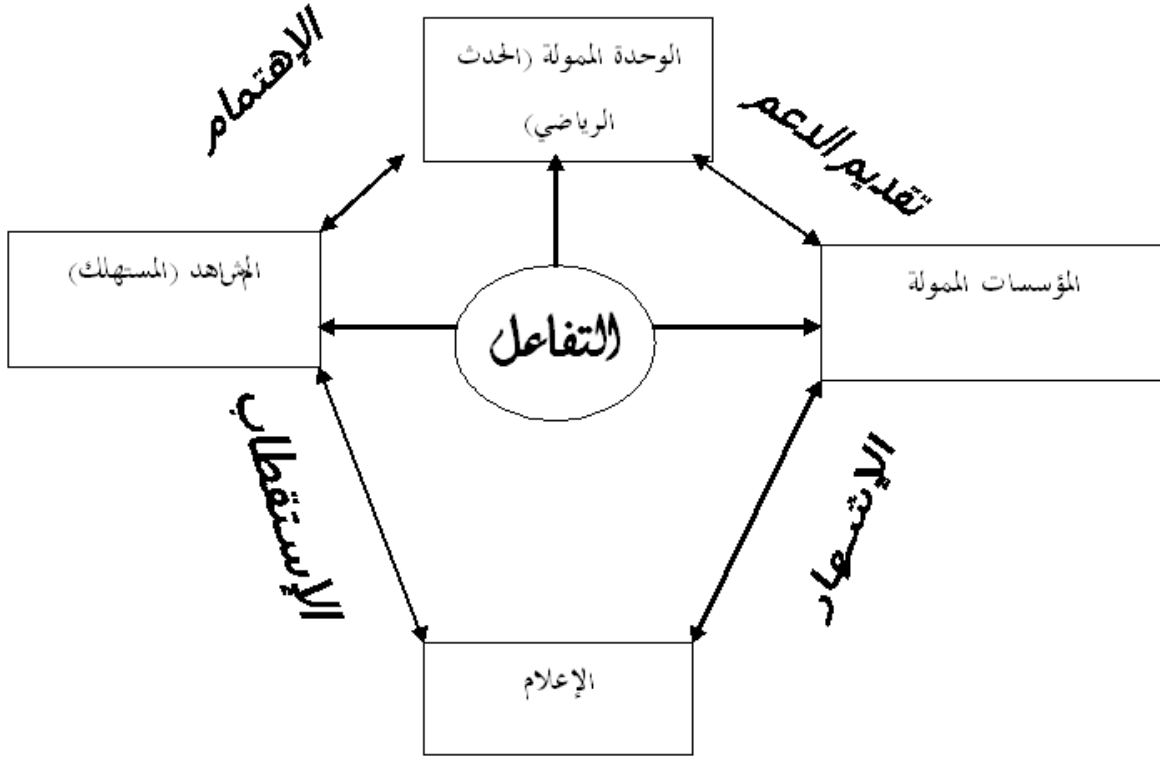 الإهتمام
الوحدة الممولة (الحدث
الرياضي)
تقديم الدعم
المشاهد (المستهلك)
المؤسسات الممولة
التفاعل
الإستقطاب
الإشهار
الإعلام